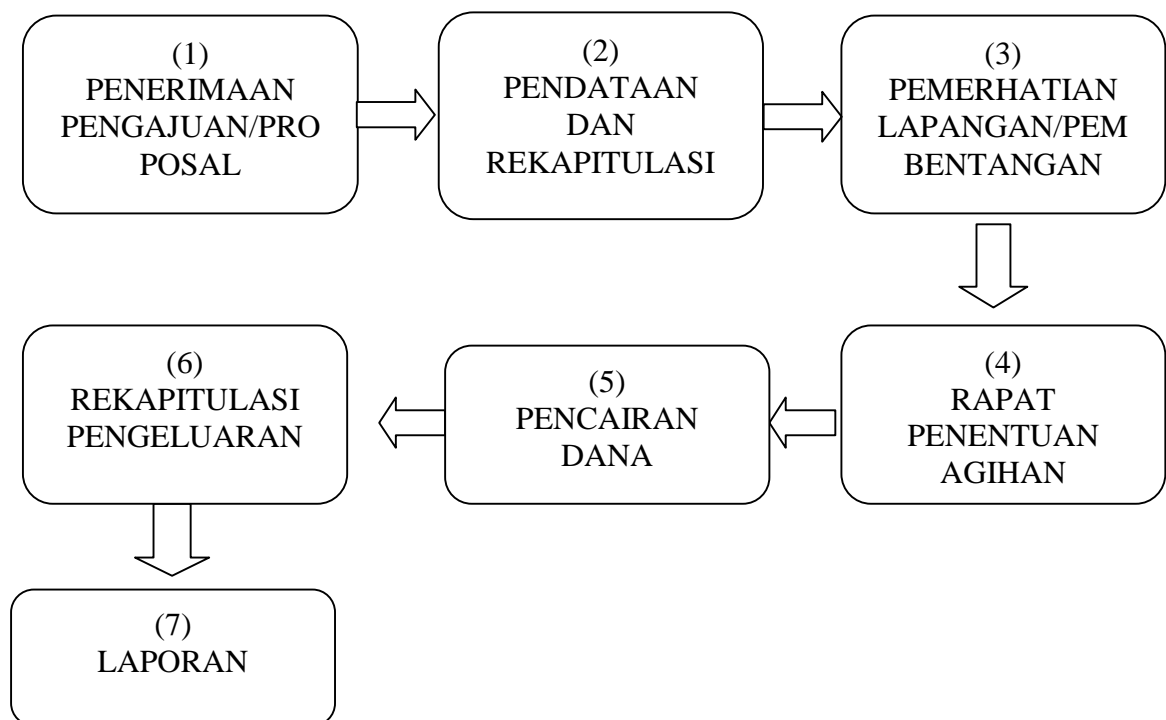 (1)
PENERIMAAN
PENGAJUAN/PRO
POSAL
(2)
PENDATAAN
DAN
REKAPITULASI
(3)
PEMERHATIAN
LAPANGAN/PEM
BENTANGAN
(4)
RAPAT
PENENTUAN
AGIHAN
(5)
PENCAIRAN
DANA
(6)
REKAPITULASI
PENGELUARAN
(7)
LAPORAN